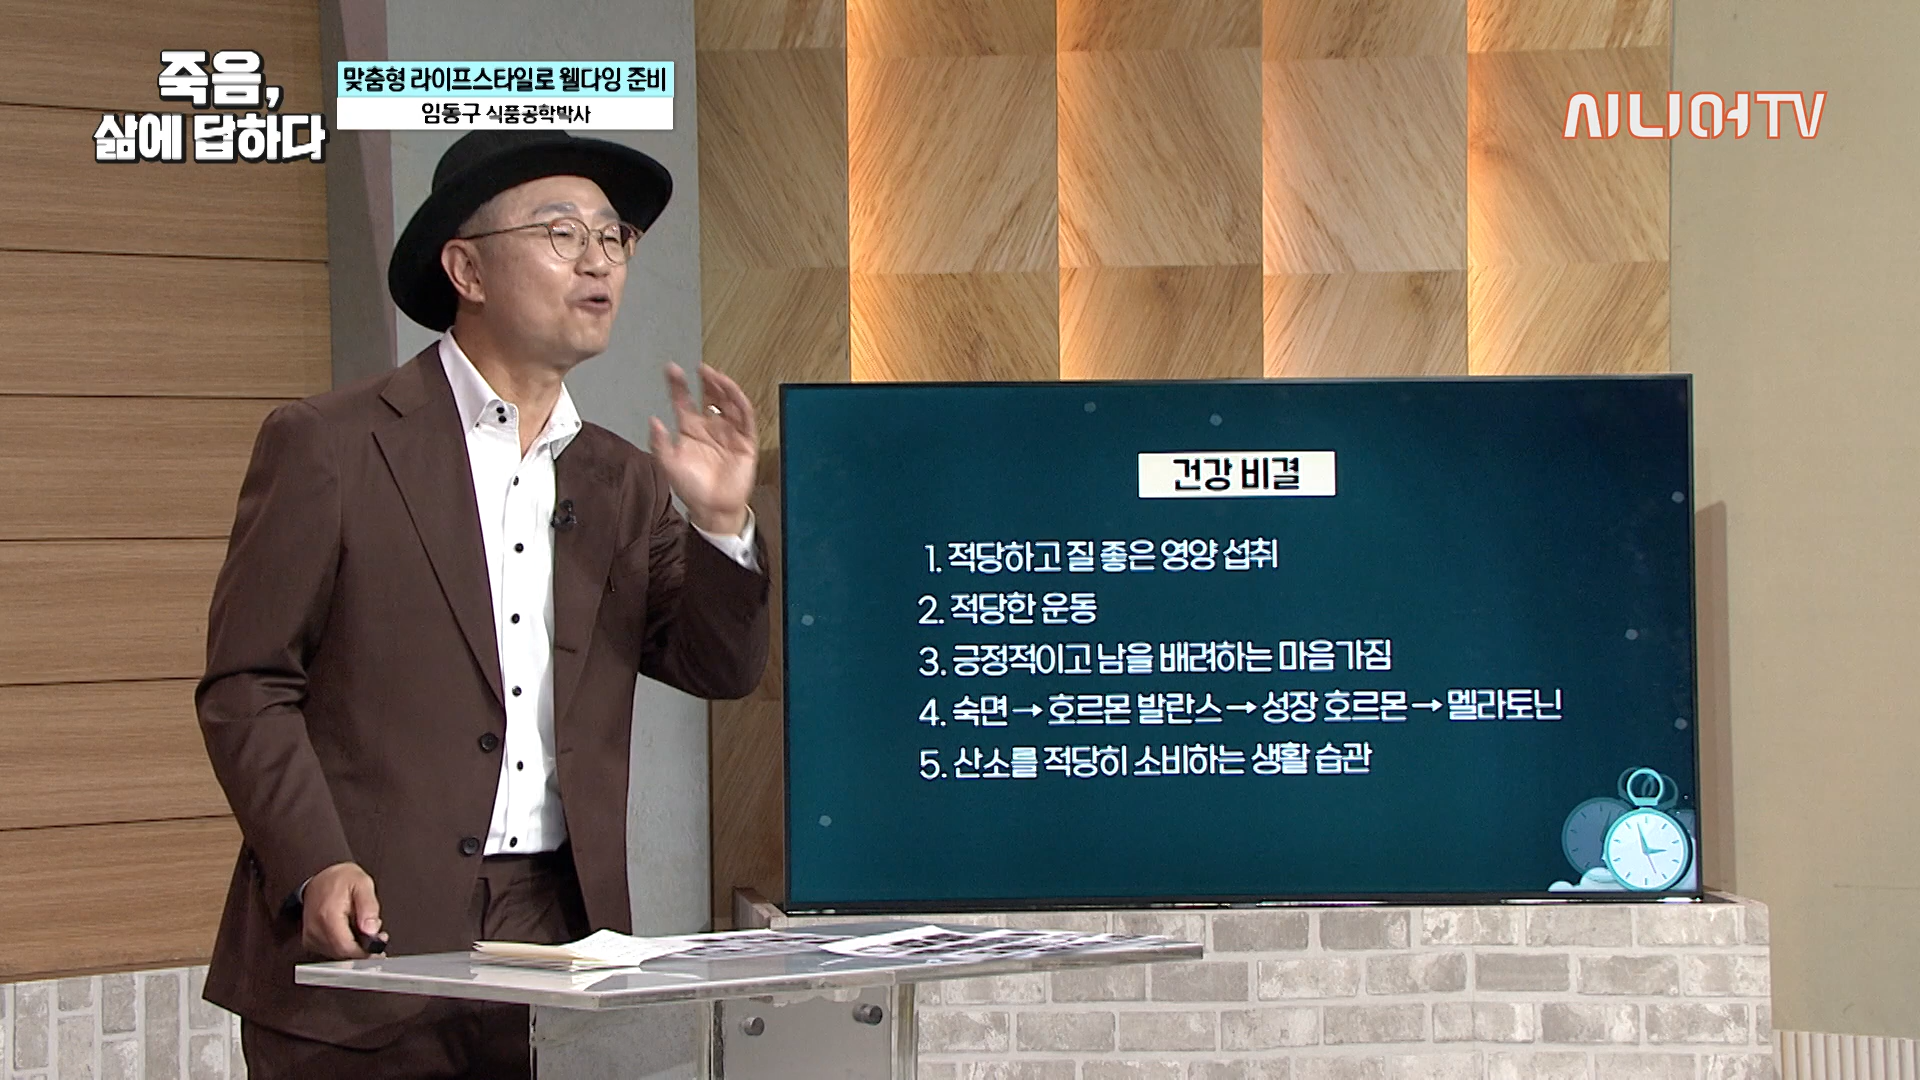 죽음,
삶에 답하다
맞춤형 라이프스타일로 웰다잉 준비
임동구 식품공학박사
시니어TV
건강 비결
1. 적당하고 질 좋은 영양 섭취
2. 적당한 운동
3. 긍정적이고 남을 배려하는 마음가짐
4. 숙면→호르몬 발란스→성장 호르몬→멜라토닌
5. 산소를 적당히 소비하는 생활 습관